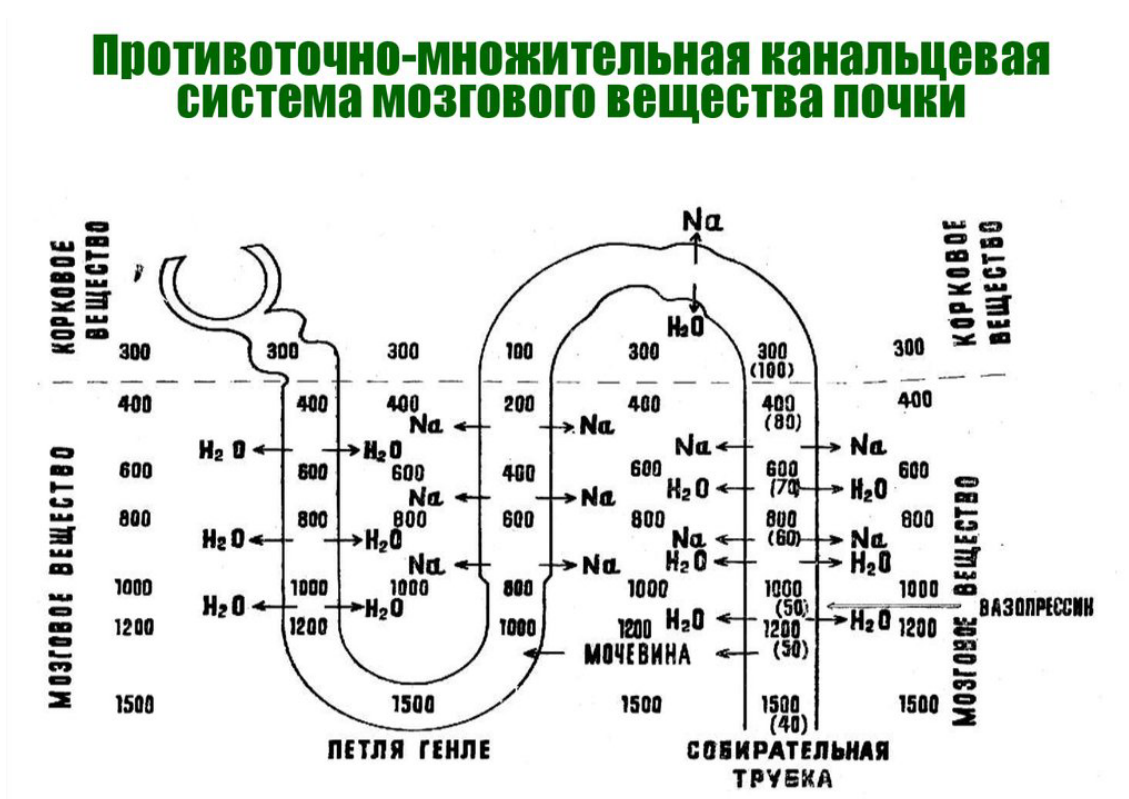 Противоточно-множительная канальцевая
система мозгового вещества почки
КОРКОВОЕ
ВЕЩЕСТВО
Na
КОРКОВОЕ
ВЕЩЕСТВО
H₂O
300 300 300 100 300 300 300
(100)
400 400 400 200 400 400 400
(80)
Na Na
H₂O H₂O Na Na
600 600 600 400 600 600 600
Na Na H₂O (70) H₂O
800 800 800 600 800 800 800
H₂O H₂O Na (60) Na
Na Na H₂O H₂O
1000 1000 1000 800 1000 1000 1000
H₂O H₂O (50) ВАЗОПРЕССИН
1200 1200 1000 1200 H₂O 1200 H₂O 1200
МОЧЕВИНА (50)
1500 1500 1500 1500 1500
(40)
МОЗГОВОЕ ВЕЩЕСТВО
МОЗГОВОЕ ВЕЩЕСТВО
ПЕТЛЯ ГЕНЛЕ
СОБИРАТЕЛЬНАЯ
ТРУБКА